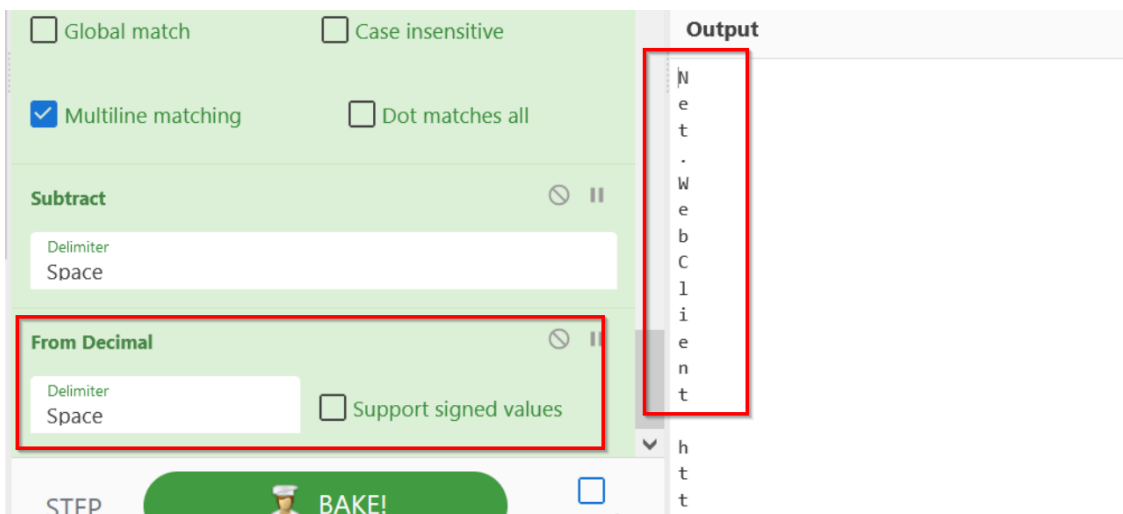 Global match
Case insensitive
Multiline matching
Dot matches all
Subtract
Delimiter
Space
From Decimal
Delimiter
Space
Support signed values
STEP
BAKE!
Output
N
e
t
.
W
e
b
C
l
i
e
n
t
h
t
t